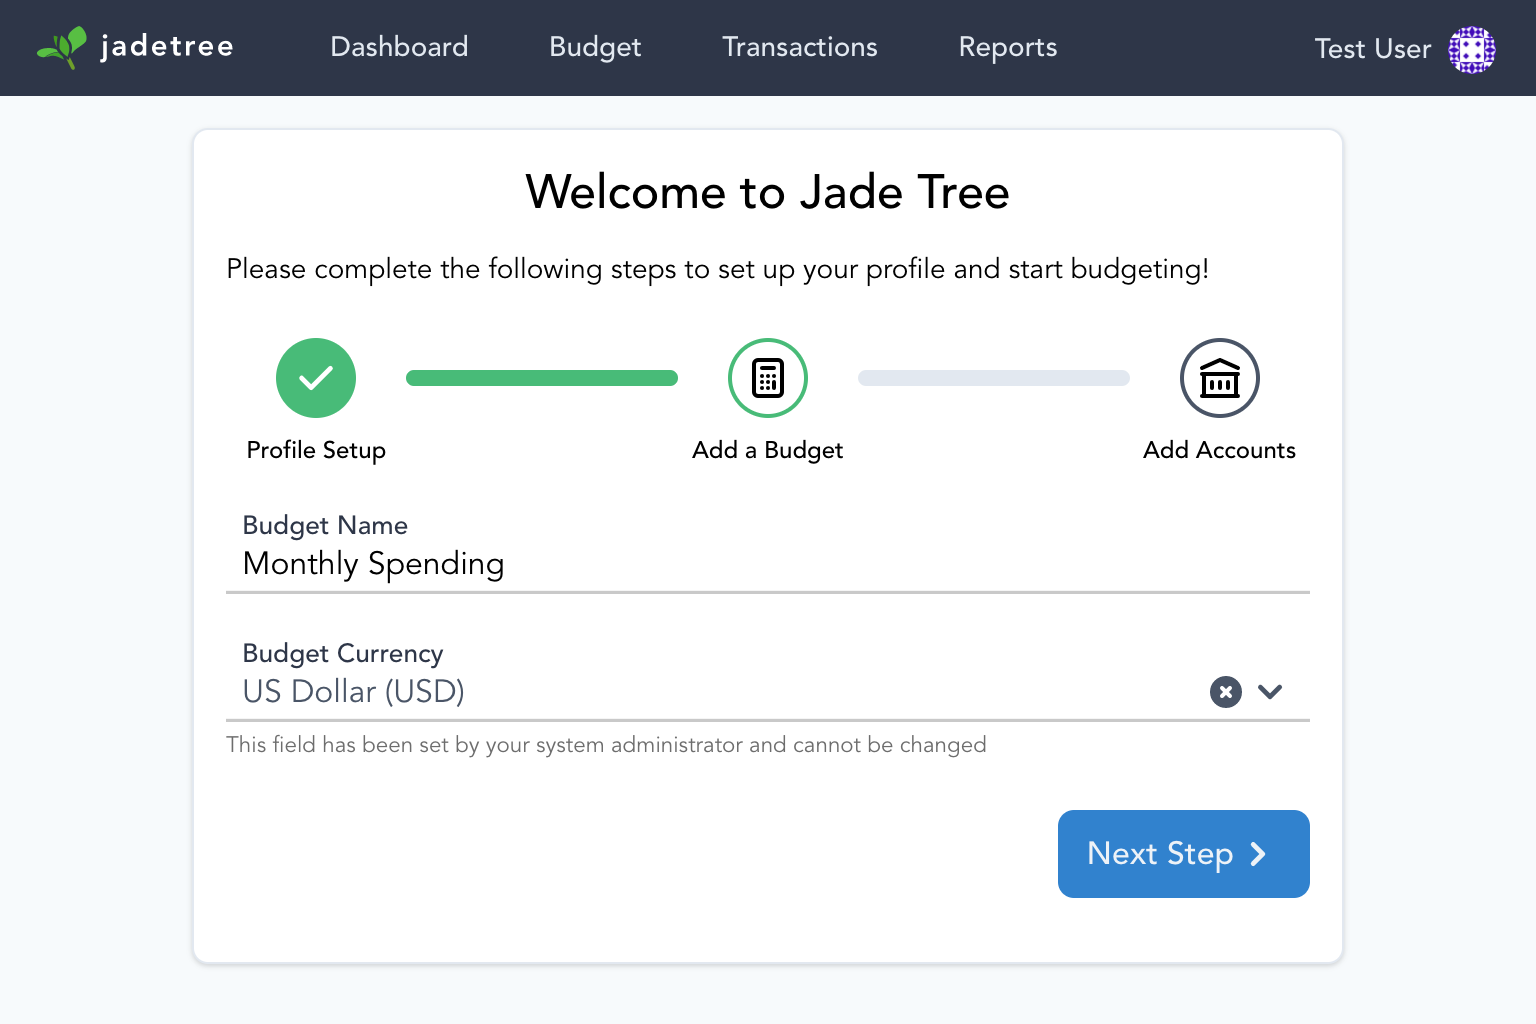 jadetree Dashboard Budget Transactions Reports Test User
Welcome to Jade Tree
Please complete the following steps to set up your profile and start budgeting!
Profile Setup Add a Budget Add Accounts
Budget Name
Monthly Spending
Budget Currency
US Dollar (USD)
This field has been set by your system administrator and cannot be changed
Next Step